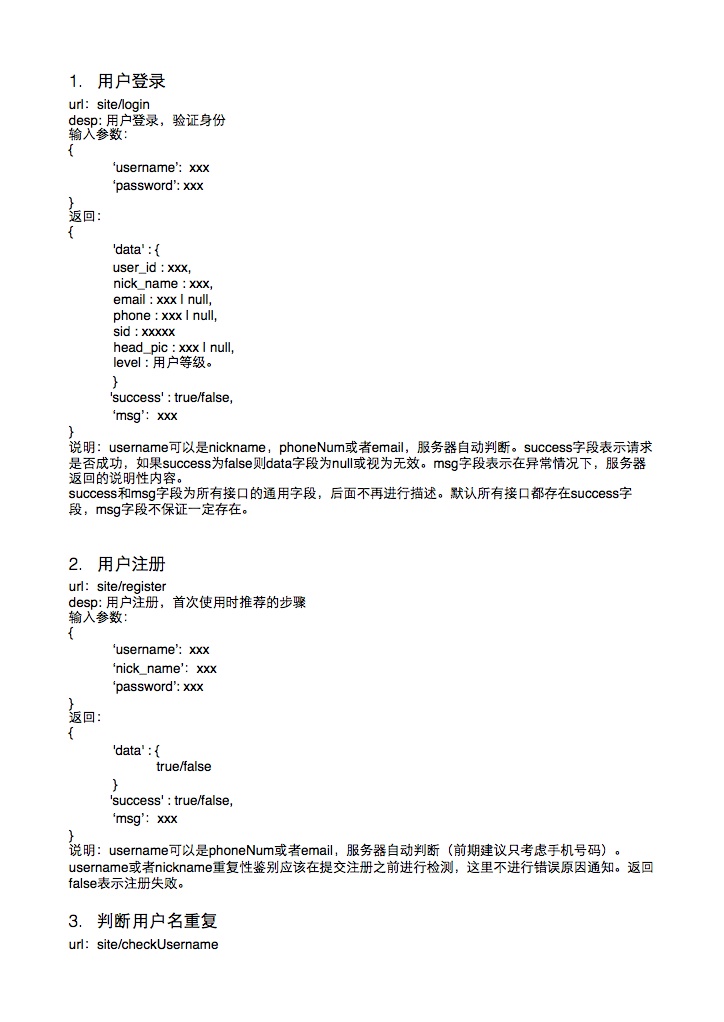 1. 用户登录
url：site/login
desp: 用户登录，验证身份
输入参数：
{
‘username’：xxx
‘password’: xxx
}
返回：
{
'data' : {
user_id : xxx,
nick_name : xxx,
email : xxx | null,
phone : xxx | null,
sid : xxxxx
head_pic : xxx | null,
level : 用户等级。
}
'success' : true/false,
‘msg’：xxx
}
说明：username可以是nickname，phoneNum或者email，服务器自动判断。success字段表示请求
是否成功，如果success为false则data字段为null或视为无效。msg字段表示在异常情况下，服务器
返回的说明性内容。
success和msg字段为所有接口的通用字段，后面不再进行描述。默认所有接口都存在success字
段，msg字段不保证一定存在。
2. 用户注册
url：site/register
desp: 用户注册，首次使用时推荐的步骤
输入参数：
{
‘username’：xxx
‘nick_name’：xxx
‘password’: xxx
}
返回：
{
'data' : {
true/false
}
'success' : true/false,
‘msg’：xxx
}
说明：username可以是phoneNum或者email，服务器自动判断（前期建议只考虑手机号码）。
username或者nickname重复性鉴别应该在提交注册之前进行检测，这里不进行错误原因通知。返回
false表示注册失败。
3. 判断用户名重复
url：site/checkUsername